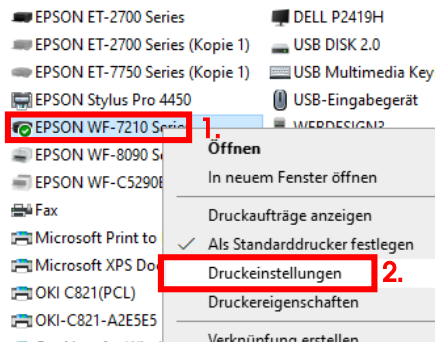 EPSON ET-2700 Series
EPSON ET-2700 Series (Kopie 1)
EPSON ET-7750 Series (Kopie 1)
EPSON Stylus Pro 4450
EPSON WF-7210 Serie
EPSON WF-8090 Se
EPSON WF-C5290
Fax
Microsoft Print to
Microsoft XPS Do
OKI C821(PCL)
OKI-C821-A2E5E5
DELL P2419H
USB DISK 2.0
USB Multimedia Key
USB-Eingabegerät
WEBDESIGN2
1.
Öffnen
In neuem Fenster öffnen
Druckaufträge anzeigen
Als Standarddrucker festlegen
Druckeinstellungen
2.
Druckereigenschaften
Verknüpfung erstellen